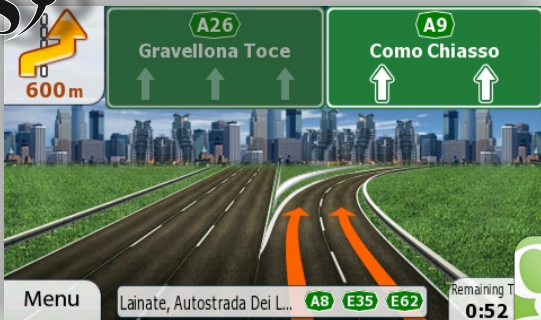 A26
Gravellona Toce
A9
Como Chiasso
600 m
Menu
Lainate, Autostrada Dei L... A8 E35 E62
Remaining T
0:52